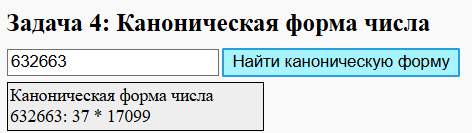 Задача 4: Каноническая форма числа
632663
Найти каноническую форму
Каноническая форма числа
632663: 37 * 17099